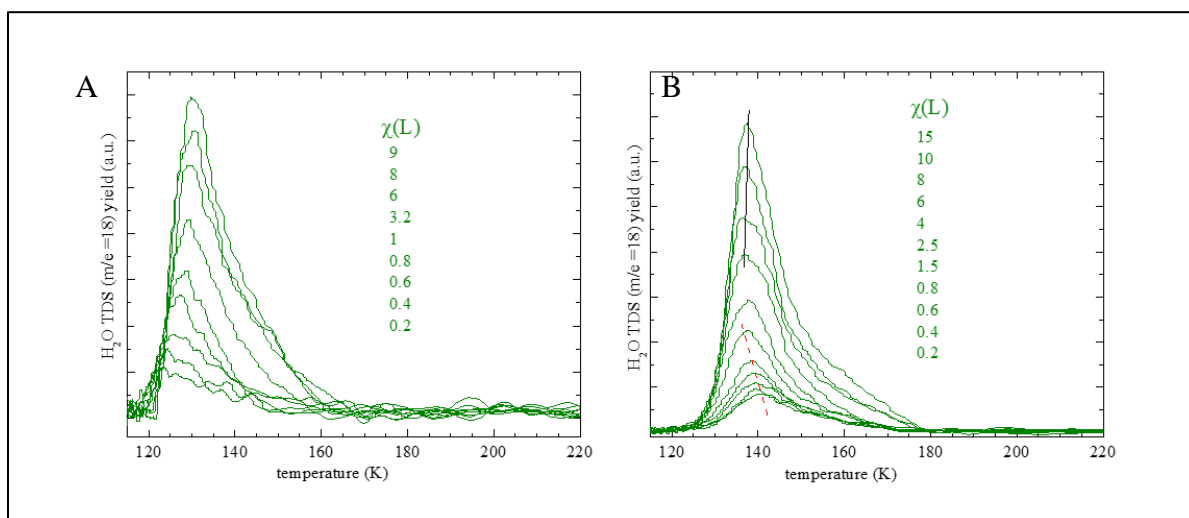 A
H₂O TDS (m/e =18) yield (a.u.)
χ(L)
9
8
6
3.2
1
0.8
0.6
0.4
0.2
120 140 160 180 200 220
temperature (K)
B
H₂O TDS (m/e =18) yield (a.u.)
χ(L)
15
10
8
6
4
2.5
1.5
0.8
0.6
0.4
0.2
120 140 160 180 200 220
temperature (K)